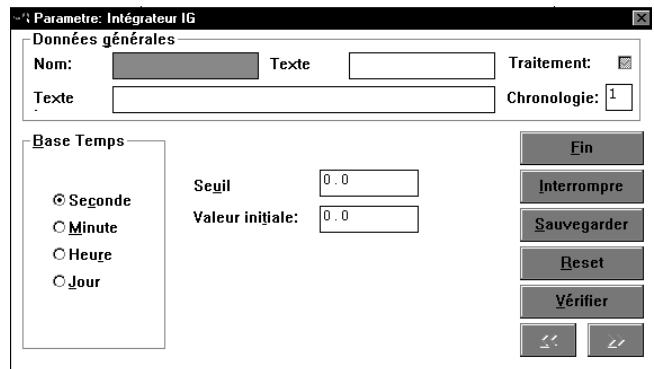 Parametre: Intégrateur IG
Données générales
Nom: Texte Traitement:
Texte Chronologie: 1
Base Temps
Seconde
Minute
Heure
Jour
Seuil 0.0
Valeur initiale: 0.0
Fin
Interrompre
Sauvegarder
Reset
Vérifier
<< >>